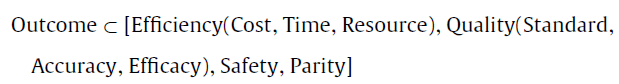 Outcome ⊂ [Efficiency(Cost, Time, Resource), Quality(Standard,
Accuracy, Efficacy), Safety, Parity]